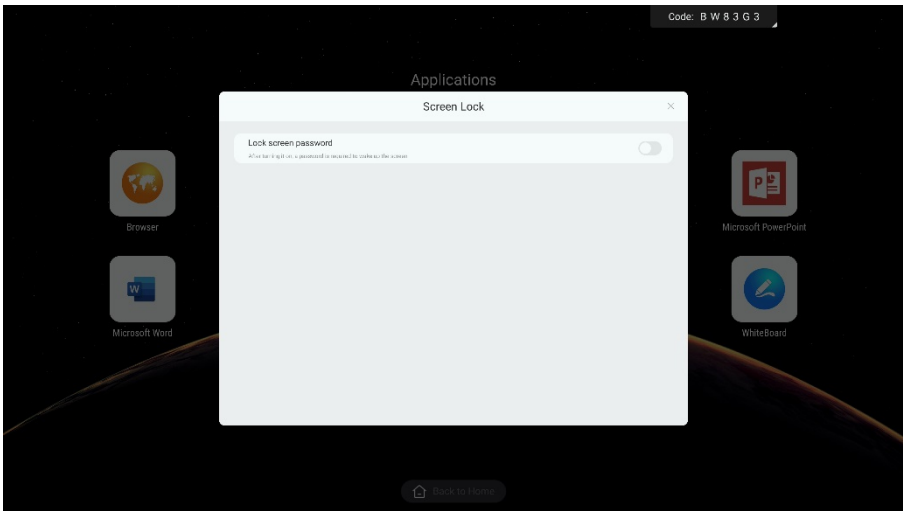 Code: B W 8 3 G 3
Applications
Screen Lock
Lock screen password
After turning it on, a password is required to wake up the screen
Browser
Microsoft PowerPoint
Microsoft Word
WhiteBoard
Back to Home